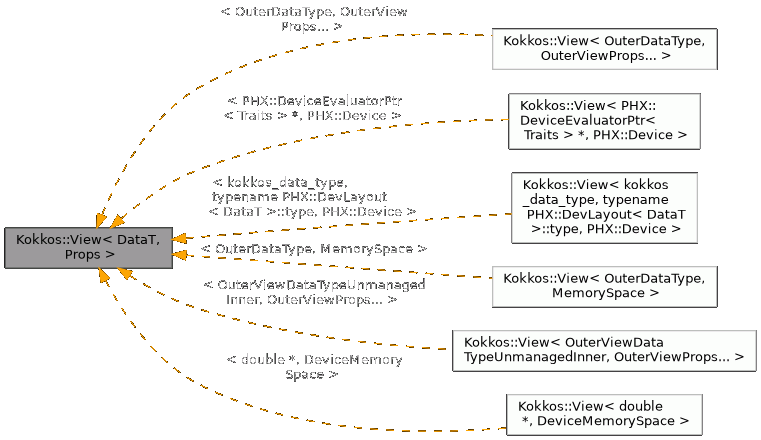 < OuterDataType, OuterView
Props... >
Kokkos::View< OuterDataType,
OuterViewProps... >
< PHX::DeviceEvaluatorPtr
< Traits > *, PHX::Device >
Kokkos::View< PHX::
DeviceEvaluatorPtr<
Traits > *, PHX::Device >
< kokkos_data_type,
typename PHX::DevLayout
< DataT >::type, PHX::Device >
Kokkos::View< kokkos
_data_type, typename
PHX::DevLayout< DataT
>::type, PHX::Device >
Kokkos::View< DataT,
Props >
< OuterDataType, MemorySpace >
Kokkos::View< OuterDataType,
MemorySpace >
< OuterViewDataTypeUnmanaged
Inner, OuterViewProps... >
Kokkos::View< OuterViewData
TypeUnmanagedInner, OuterViewProps... >
< double *, DeviceMemory
Space >
Kokkos::View< double
*, DeviceMemorySpace >